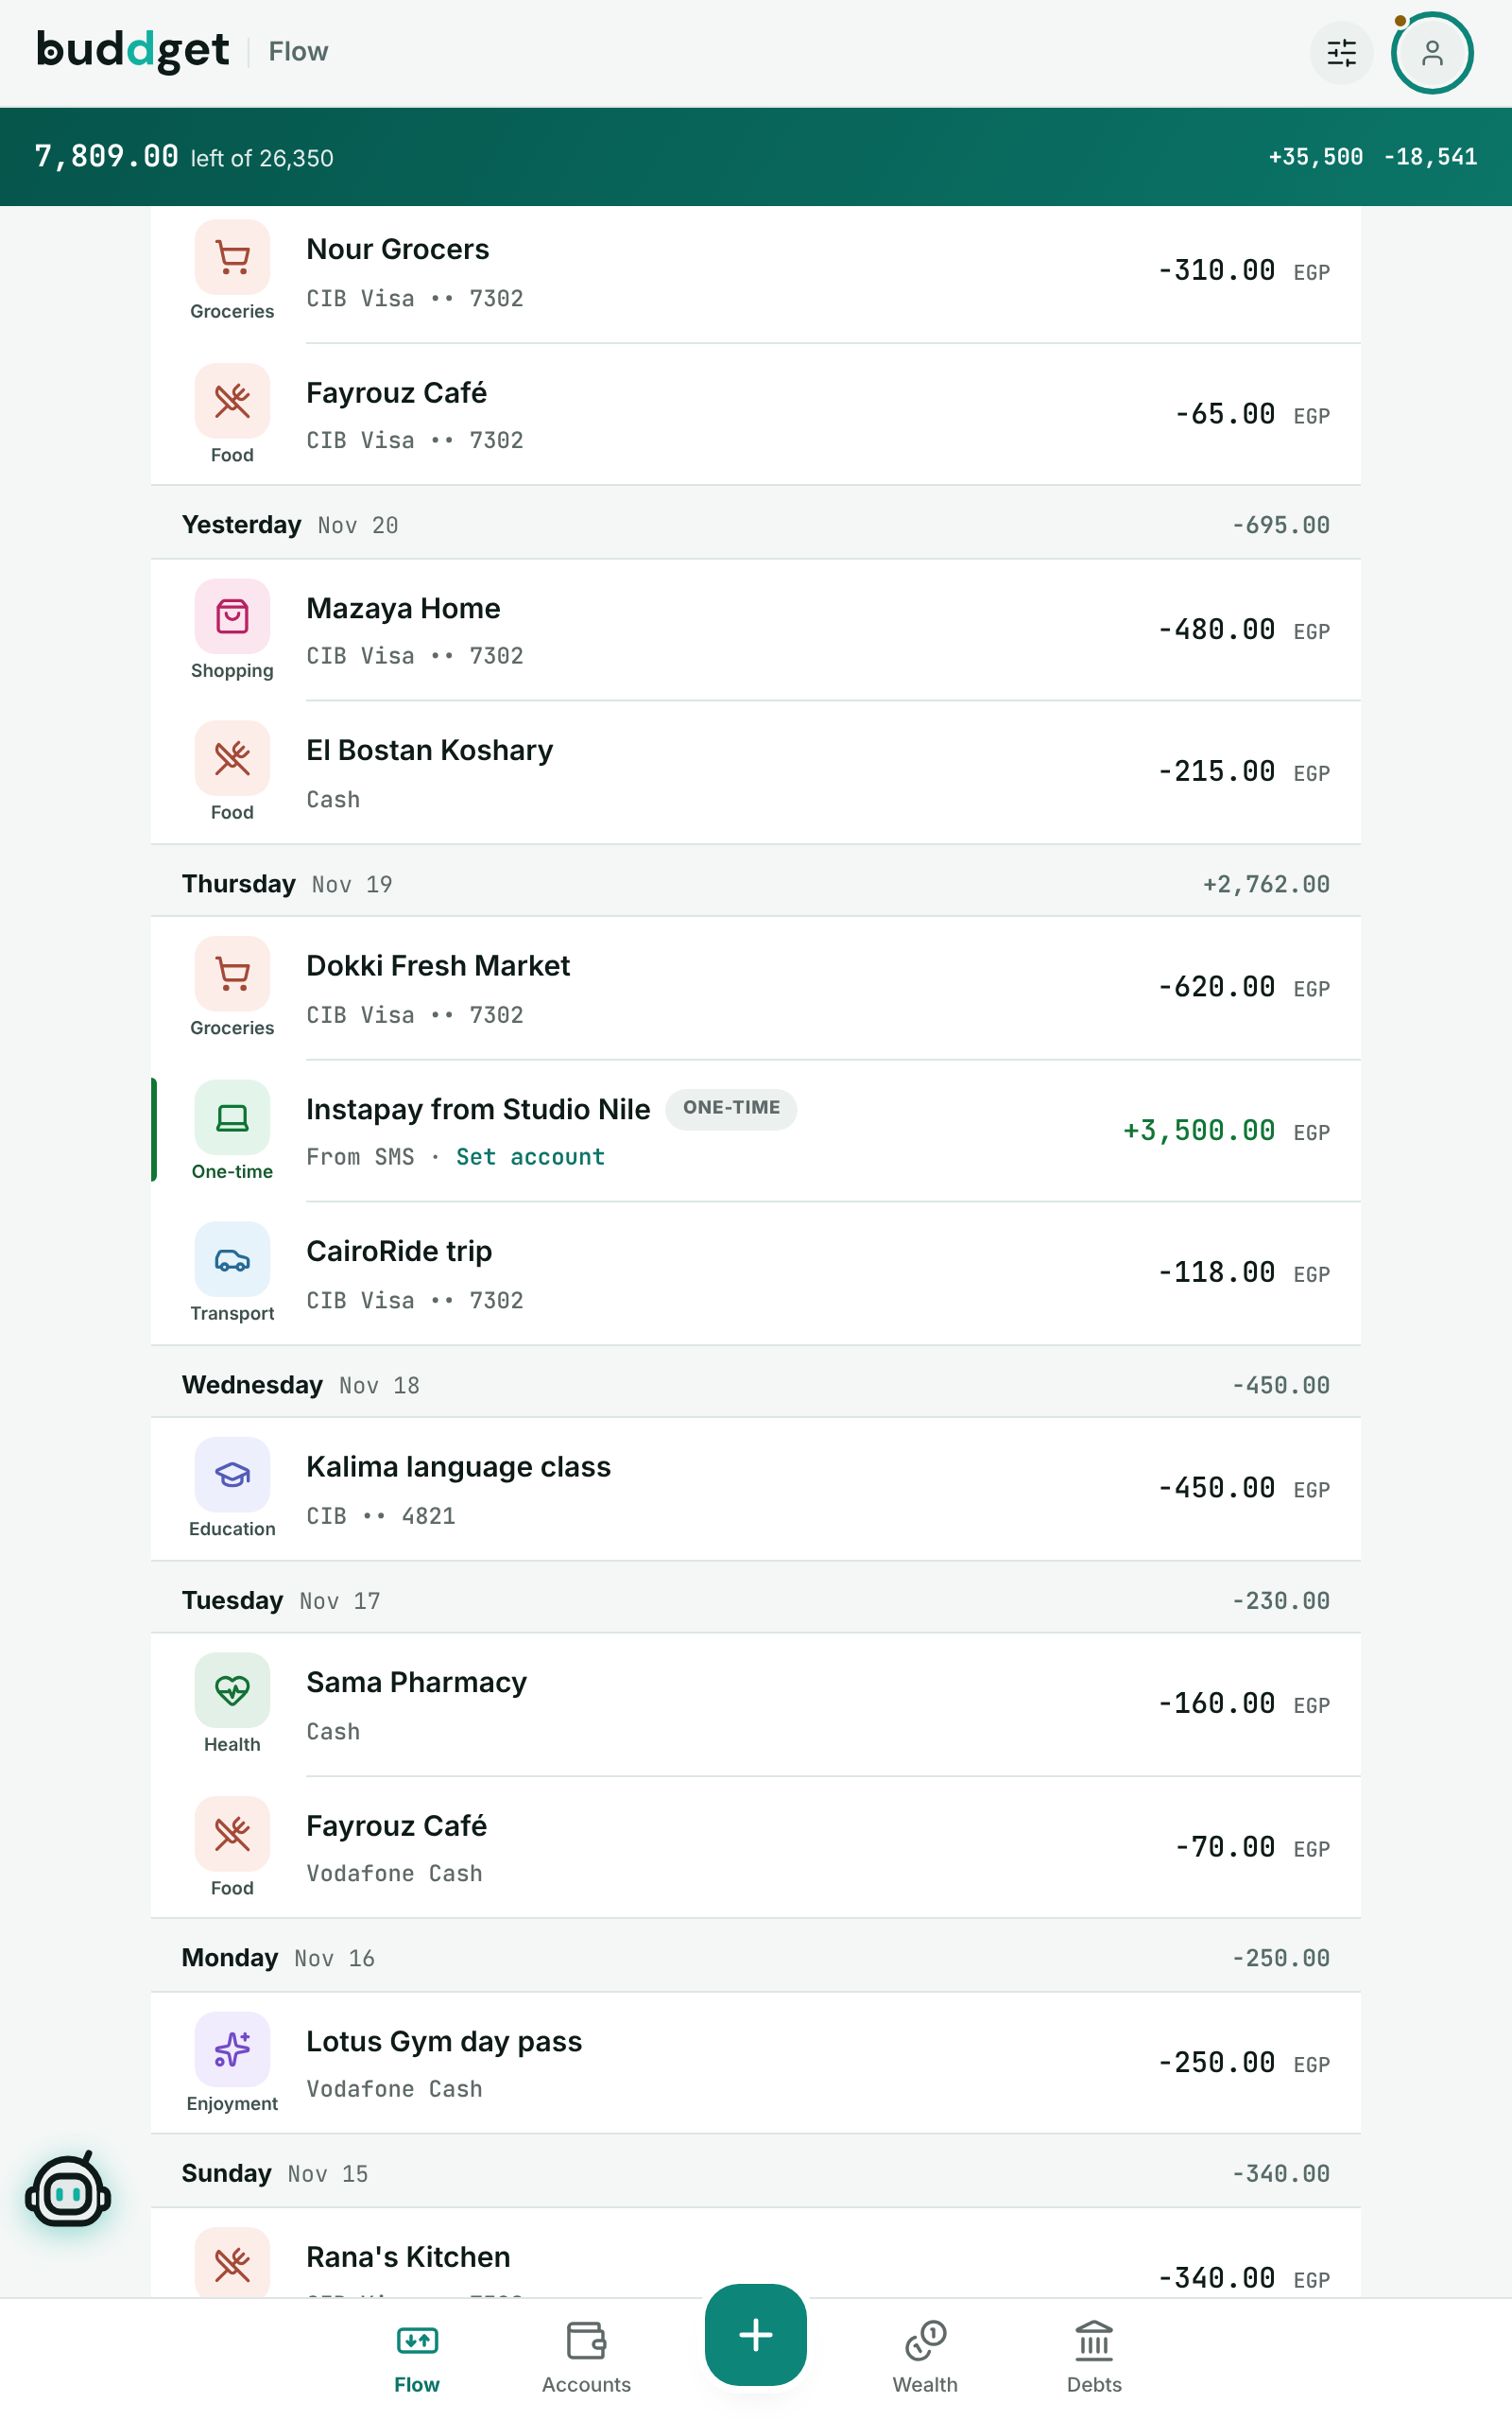 buddget Flow
7,809.00 left of 26,350 +35,500 -18,541
Nour Grocers
-310.00 EGP
CIB Visa •• 7302
Groceries
Fayrouz Café
-65.00 EGP
CIB Visa •• 7302
Food
Yesterday Nov 20 -695.00
Mazaya Home
-480.00 EGP
CIB Visa •• 7302
Shopping
El Bostan Koshary
-215.00 EGP
Cash
Food
Thursday Nov 19 +2,762.00
Dokki Fresh Market
-620.00 EGP
CIB Visa •• 7302
Groceries
Instapay from Studio Nile ONE-TIME
+3,500.00 EGP
From SMS · Set account
One-time
CairoRide trip
-118.00 EGP
CIB Visa •• 7302
Transport
Wednesday Nov 18 -450.00
Kalima language class
-450.00 EGP
CIB •• 4821
Education
Tuesday Nov 17 -230.00
Sama Pharmacy
-160.00 EGP
Cash
Health
Fayrouz Café
-70.00 EGP
Vodafone Cash
Food
Monday Nov 16 -250.00
Lotus Gym day pass
-250.00 EGP
Vodafone Cash
Enjoyment
Sunday Nov 15 -340.00
Rana's Kitchen
-340.00 EGP
Flow Accounts Wealth Debts